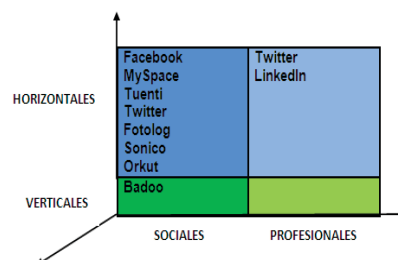 Facebook
MySpace
Tuenti
Twitter
Fotolog
Sonico
Orkut
Twitter
LinkedIn
HORIZONTALES
Badoo
VERTICALES
SOCIALES
PROFESIONALES